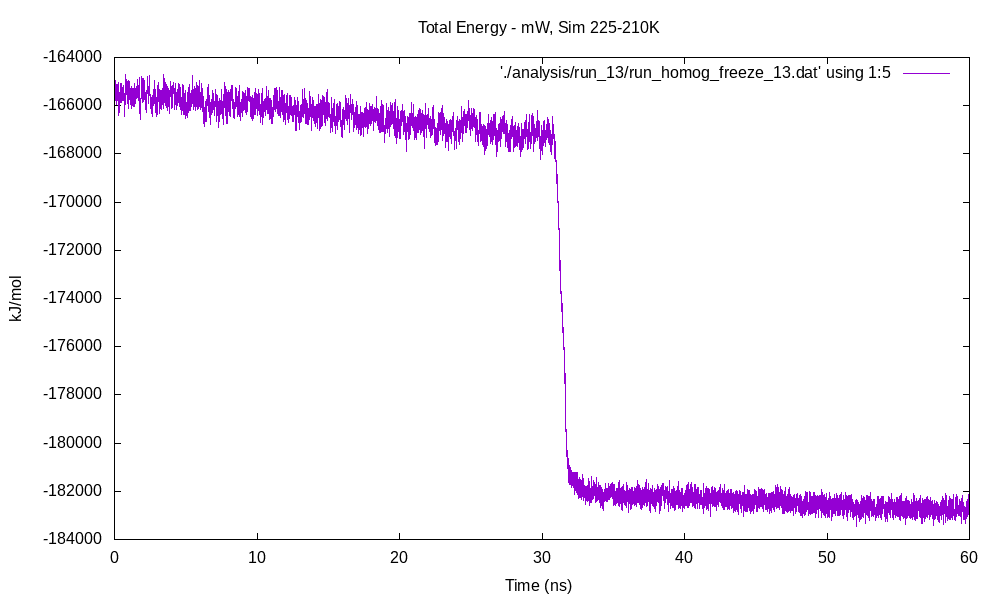 Total Energy - mW, Sim 225-210K
'./analysis/run_13/run_homog_freeze_13.dat' using 1:5
kJ/mol
-164000
-166000
-168000
-170000
-172000
-174000
-176000
-178000
-180000
-182000
-184000
0 10 20 30 40 50 60
Time (ns)